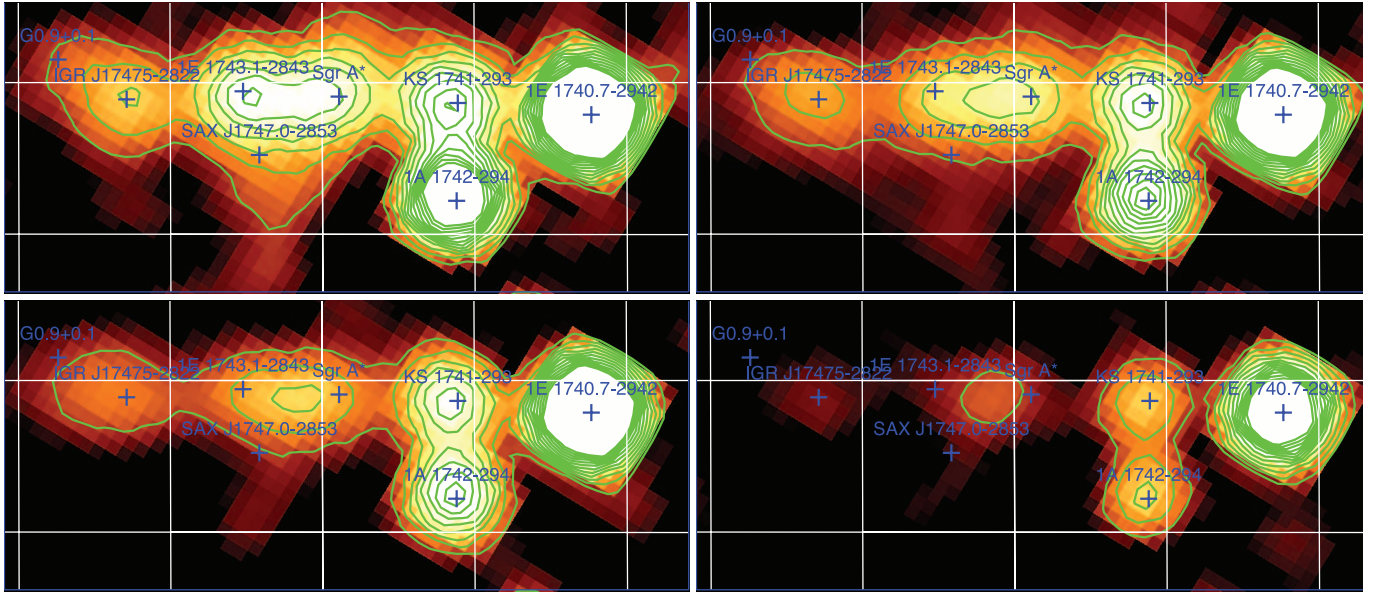 G0.9+0.1
IGR J17475-2822
1E 1743.1-2843
Sgr A*
KS 1741-293
1E 1740.7-2942
SAX J1747.0-2853
1A 1742-294
G0.9+0.1
IGR J17475-2822
1E 1743.1-2843
Sgr A*
KS 1741-293
1E 1740.7-2942
SAX J1747.0-2853
1A 1742-294
G0.9+0.1
IGR J17475-2822
1E 1743.1-2843
Sgr A*
KS 1741-293
1E 1740.7-2942
SAX J1747.0-2853
1A 1742-294
G0.9+0.1
IGR J17475-2822
1E 1743.1-2843
Sgr A*
KS 1741-293
1E 1740.7-2942
SAX J1747.0-2853
1A 1742-294